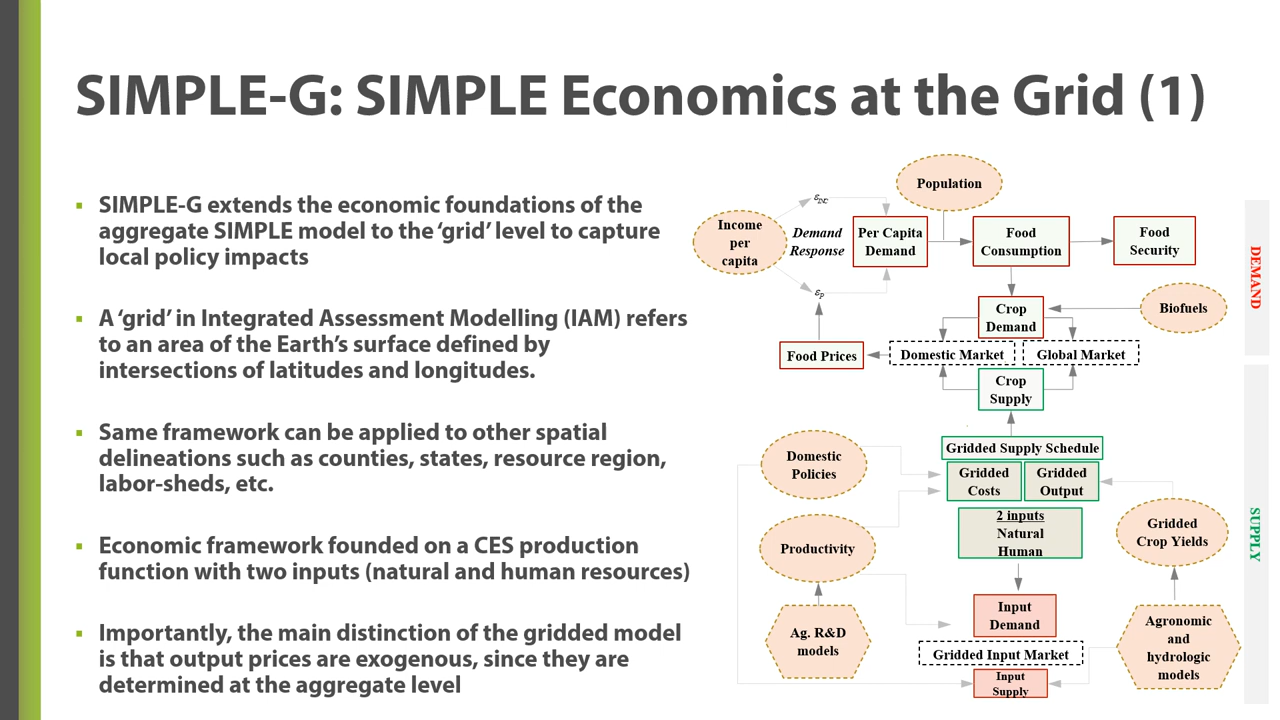 SIMPLE-G: SIMPLE Economics at the Grid (1)
▪ SIMPLE-G extends the economic foundations of the
aggregate SIMPLE model to the ‘grid’ level to capture
local policy impacts
▪ A ‘grid’ in Integrated Assessment Modelling (IAM) refers
to an area of the Earth’s surface defined by
intersections of latitudes and longitudes.
▪ Same framework can be applied to other spatial
delineations such as counties, states, resource region,
labor-sheds, etc.
▪ Economic framework founded on a CES production
function with two inputs (natural and human resources)
▪ Importantly, the main distinction of the gridded model
is that output prices are exogenous, since they are
determined at the aggregate level
Population
Income
per
capita
Demand
Response
εP
Per Capita
Demand
Food
Consumption
Food
Security
Crop
Demand
Biofuels
Food Prices
Domestic Market
Global Market
Crop
Supply
Gridded Supply Schedule
Gridded
Costs
Gridded
Output
2 inputs
Natural
Human
Domestic
Policies
Productivity
Gridded
Crop Yields
Input
Demand
Ag. R&D
models
Agronomic
and
hydrologic
models
Gridded Input Market
Input
Supply
DEMAND
SUPPLY